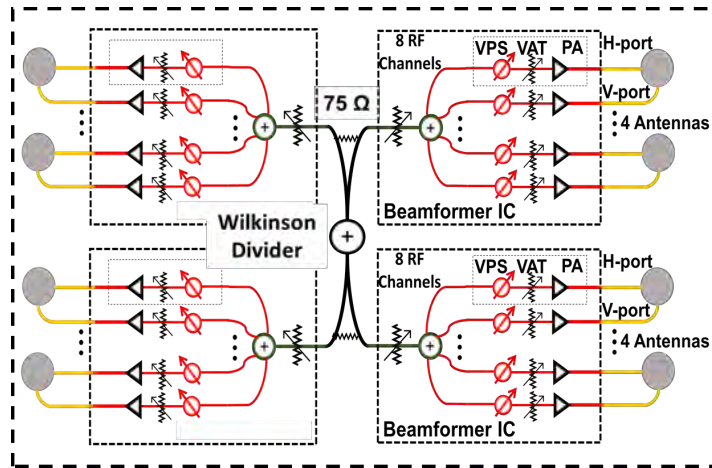 8 RF
Channels
VPS VAT PA
H-port
V-port
4 Antennas
75 Ω
+
+
Beamformer IC
Wilkinson
Divider
+
8 RF
Channels
VPS VAT PA
H-port
V-port
4 Antennas
+
+
Beamformer IC